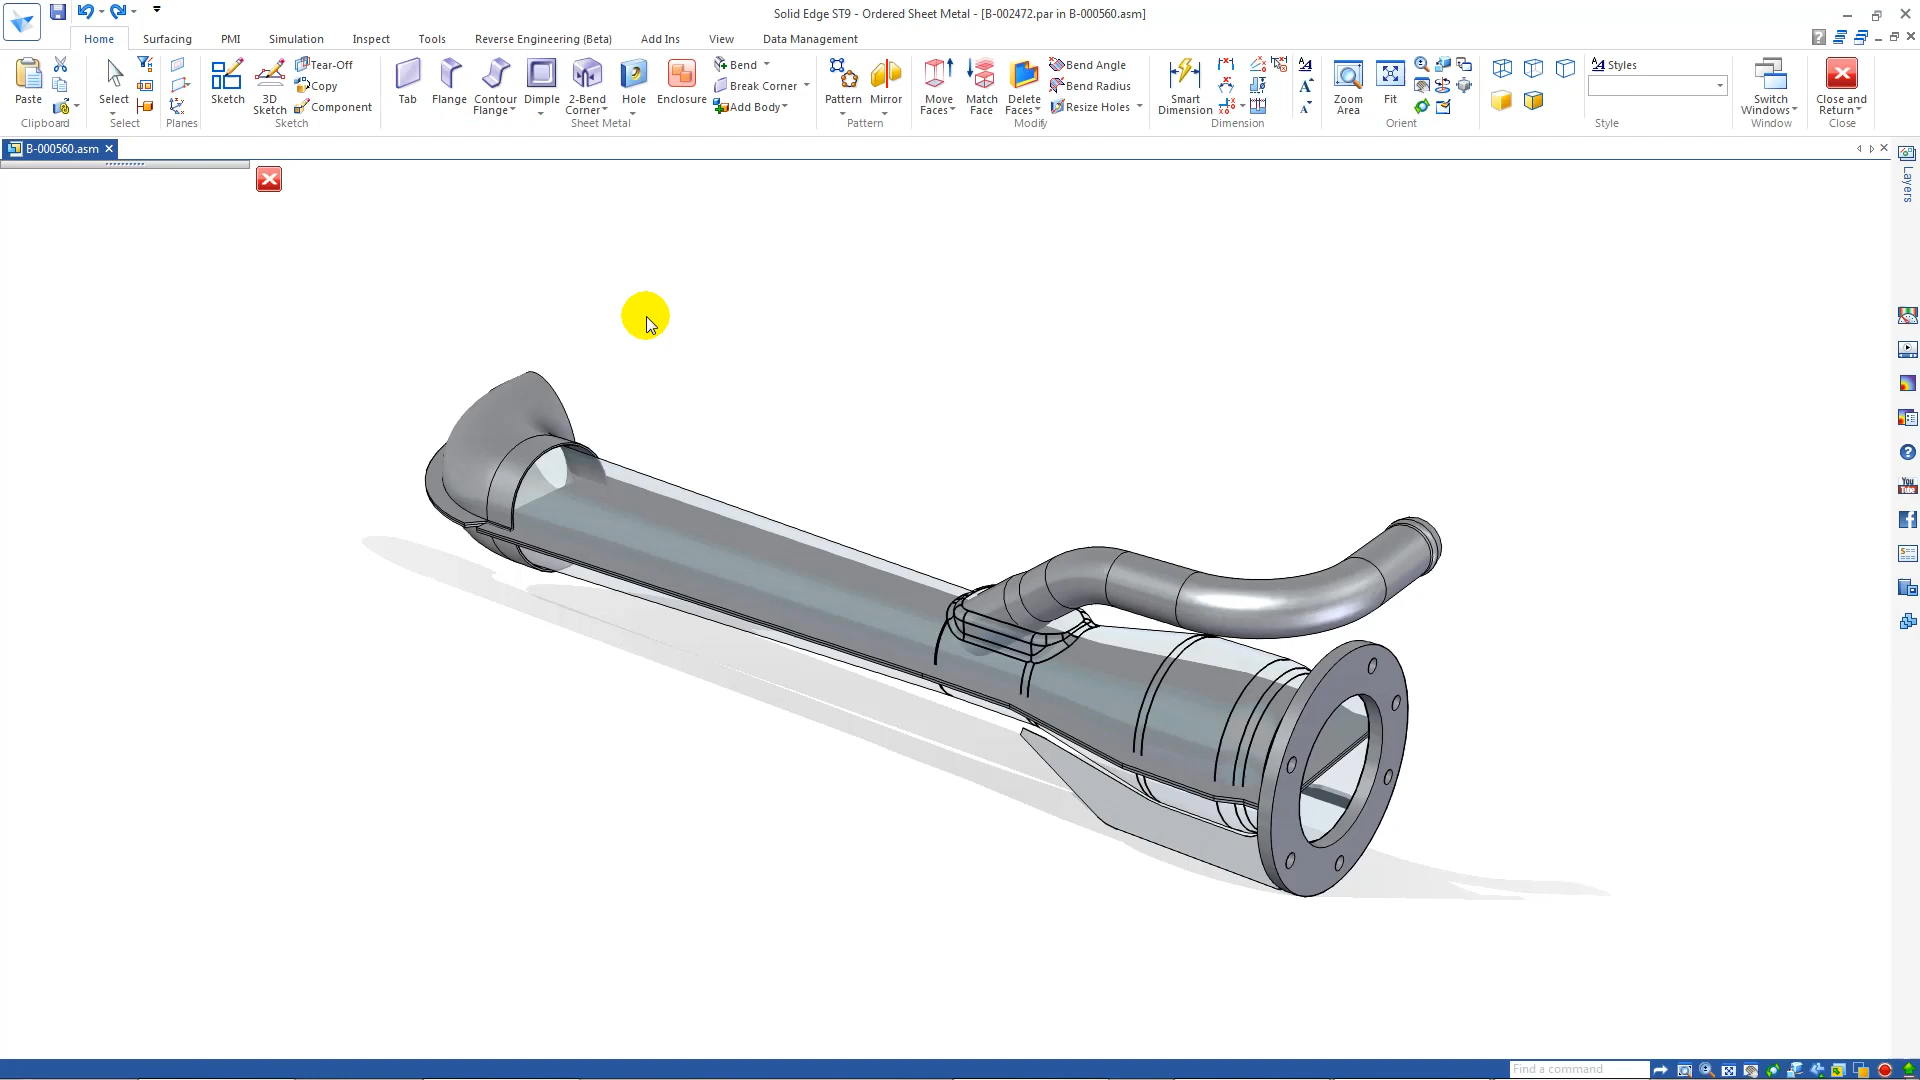 Solid Edge ST9 - Ordered Sheet Metal - [B-002472.par in B-000560.asm]
Home Surfacing PMI Simulation Inspect Tools Reverse Engineering (Beta) Add Ins View Data Management
Paste
Clipboard
Select
Select
Planes
Sketch
3D Sketch
Tear-Off
Copy
Component
Sketch
Tab
Flange
Contour Flange
Dimple
2-Bend Corner
Hole
Enclosure
Bend
Break Corner
Add Body
Sheet Metal
Pattern
Mirror
Pattern
Move Faces
Match Face
Delete Faces
Bend Angle
Bend Radius
Resize Holes
Modify
Smart Dimension
Dimension
Zoom Area
Fit
Orient
Styles
Style
Switch Windows
Window
Close and Return
Close
B-000560.asm
Layers
You
Tube
Find a command